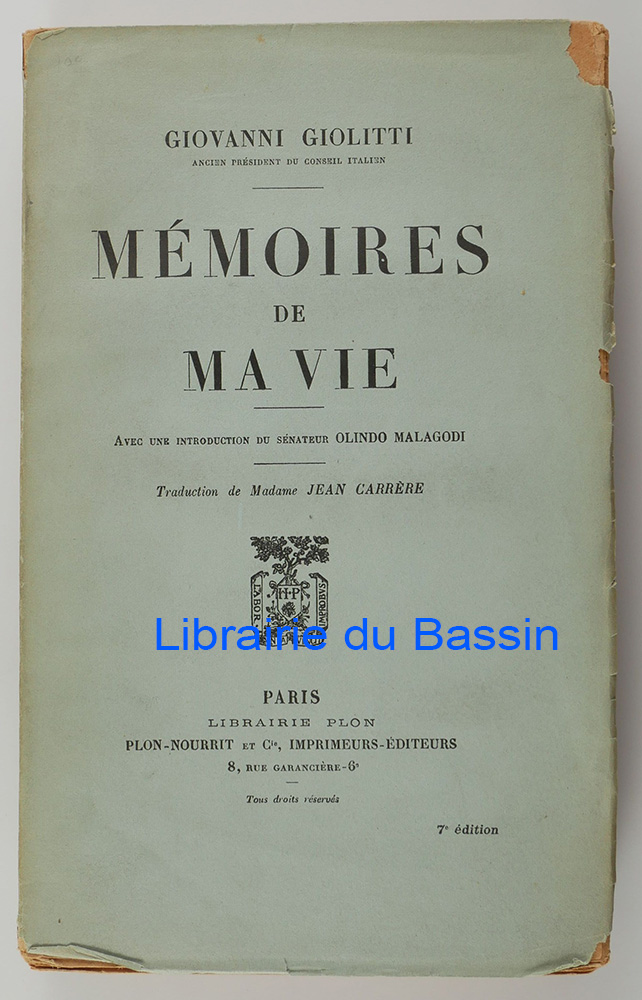 GIOVANNI GIOLITTI
ANCIEN PRÉSIDENT DU CONSEIL ITALIEN
MÉMOIRES
DE
MA VIE
AVEC UNE INTRODUCTION DU SÉNATEUR OLINDO MALAGODI
Traduction de Madame JEAN CARRÈRE
LABOR
H P
IMPROBVS
Librairie du Bassin
PARIS
LIBRAIRIE PLON
PLON-NOURRIT ET Cie, IMPRIMEURS-ÉDITEURS
8, RUE GARANCIÈRE-6e
Tous droits réservés
7e édition